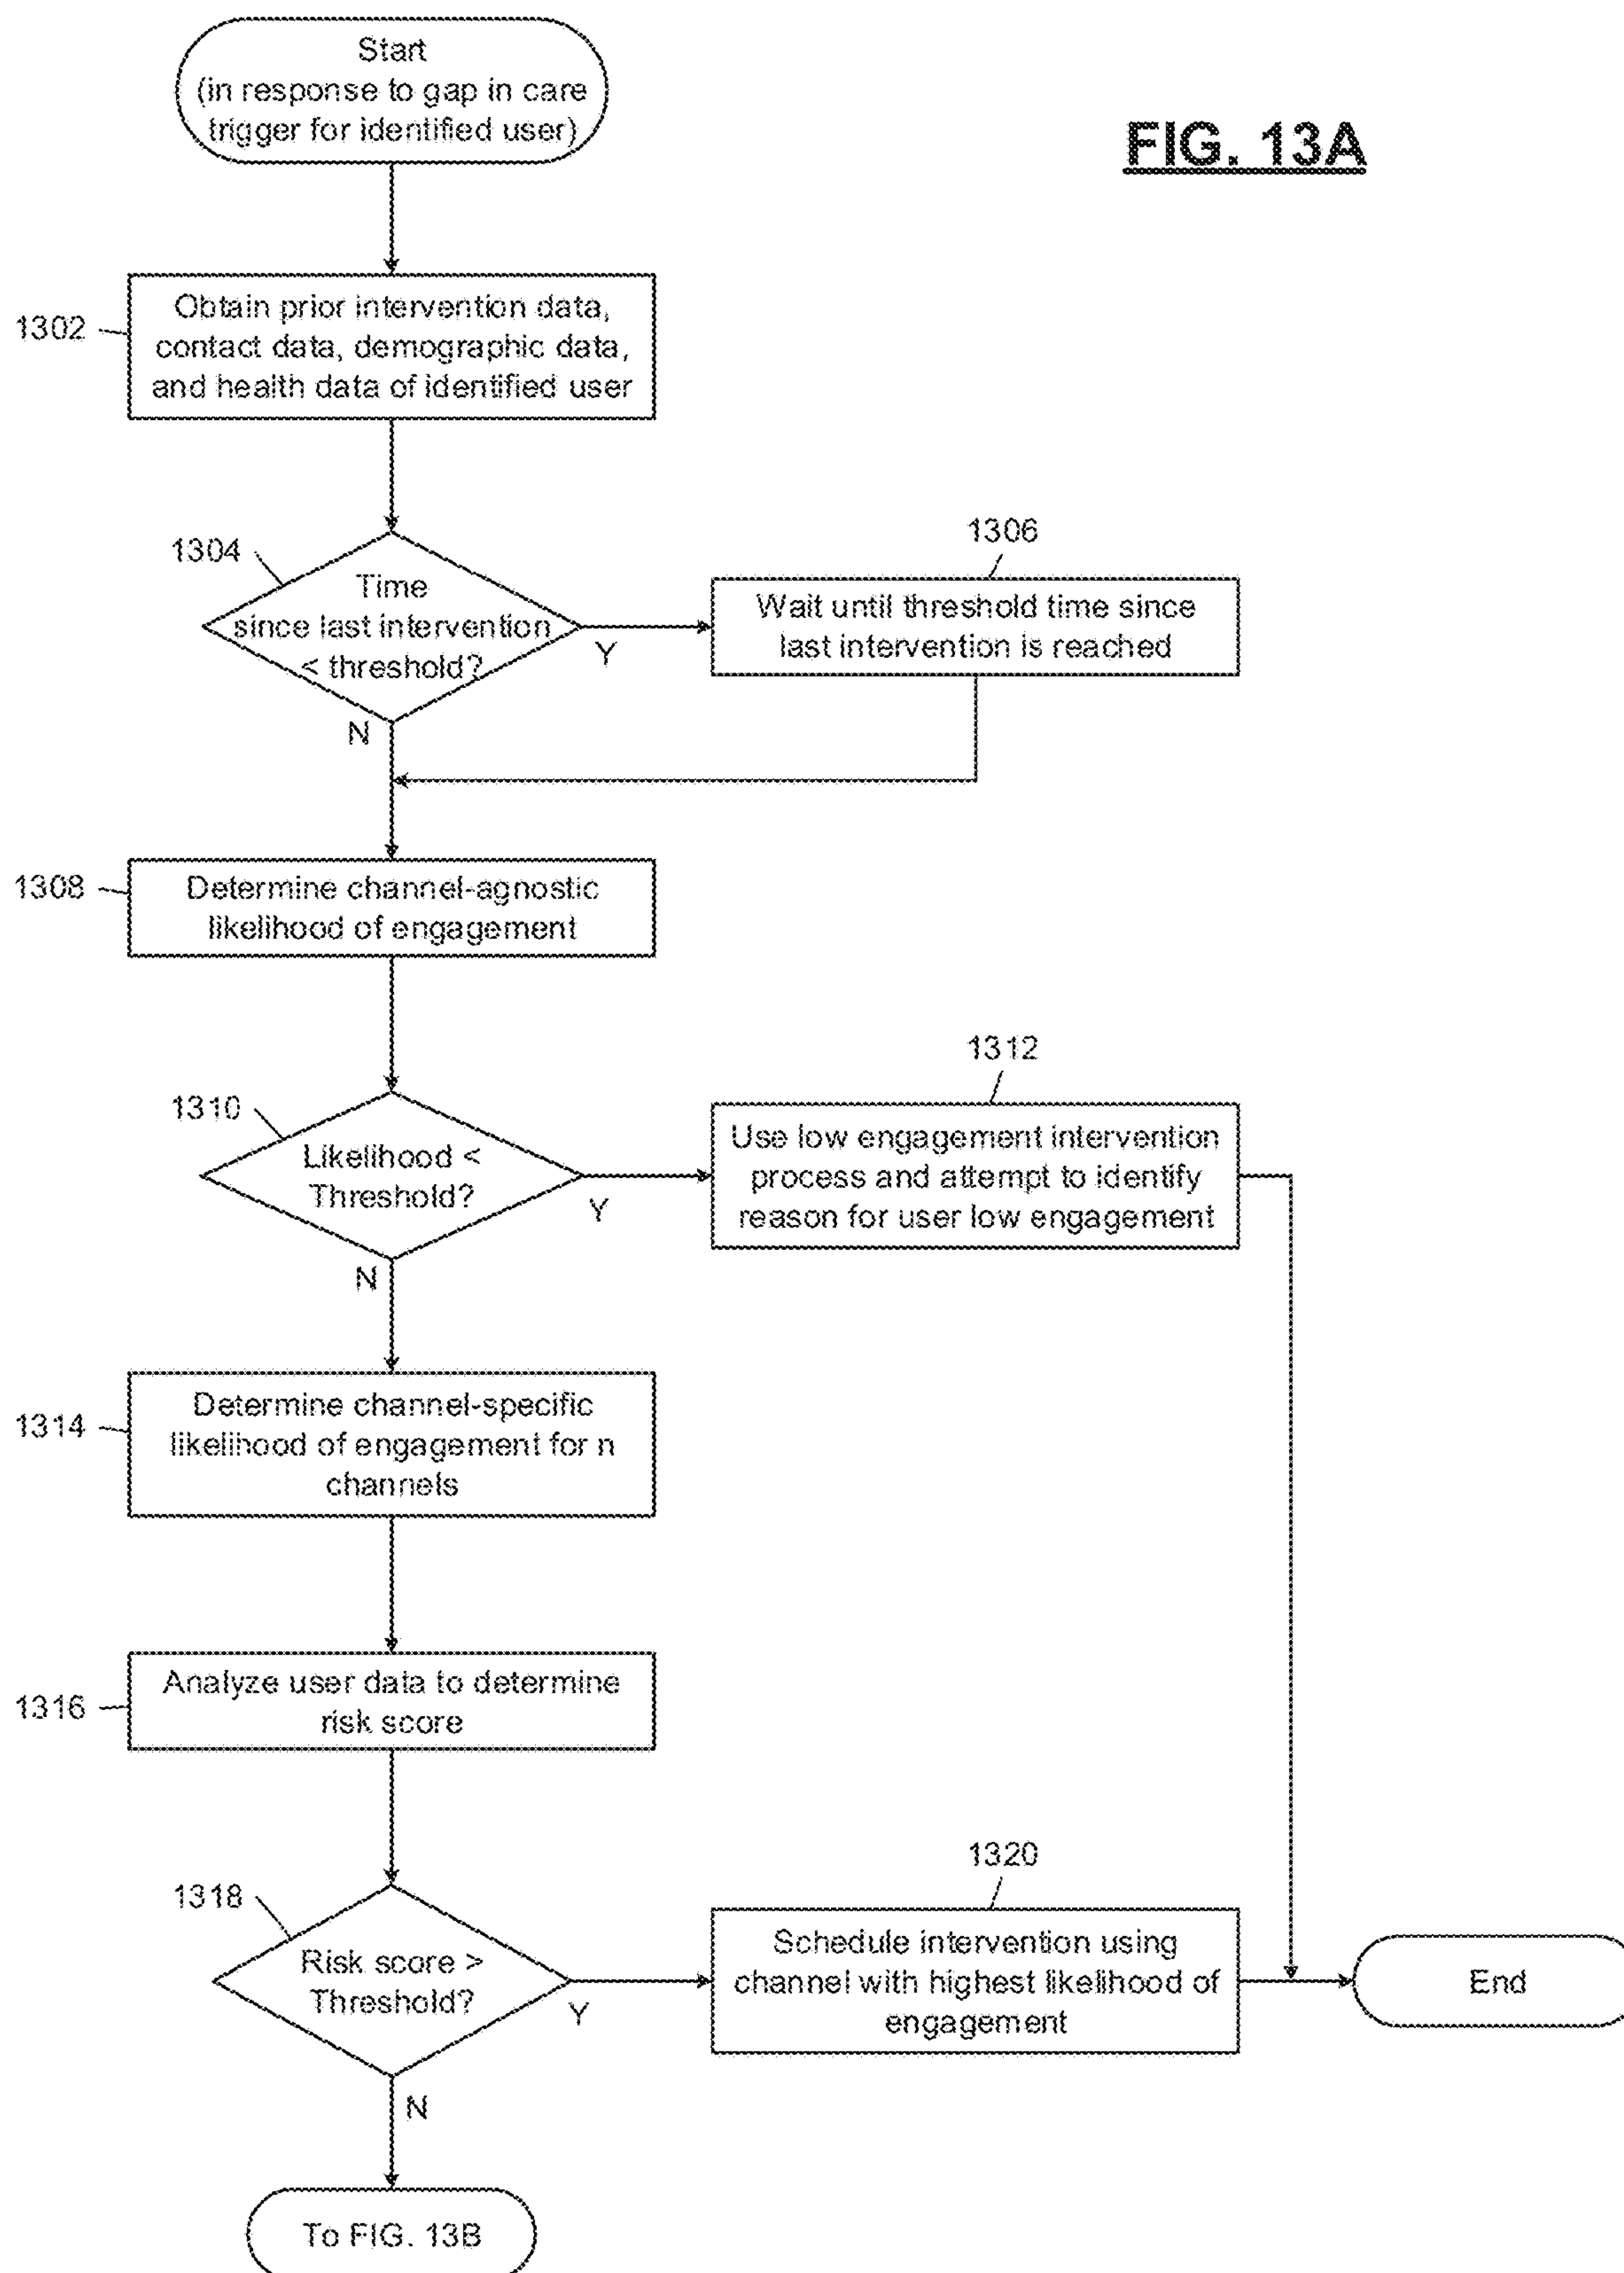 Start
(in response to gap in care
trigger for identified user)
FIG. 13A
1302
Obtain prior intervention data,
contact data, demographic data,
and health data of identified user
1304
Time
since last intervention
< threshold?
Y
N
1306
Wait until threshold time since
last intervention is reached
1308
Determine channel-agnostic
likelihood of engagement
1310
Likelihood <
Threshold?
Y
N
1312
Use low engagement intervention
process and attempt to identify
reason for user low engagement
1314
Determine channel-specific
likelihood of engagement for n
channels
1316
Analyze user data to determine
risk score
1318
Risk score >
Threshold?
Y
N
1320
Schedule intervention using
channel with highest likelihood of
engagement
End
To FIG. 13B